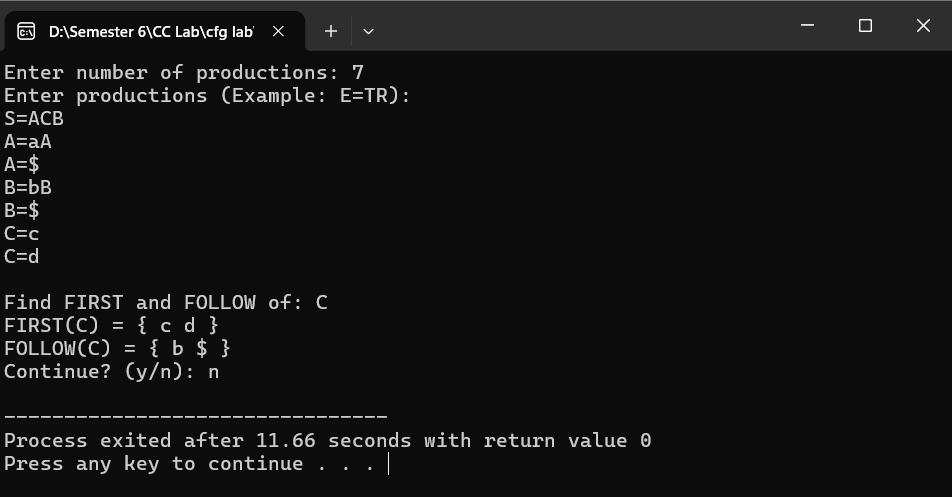 D:\Semester 6\CC Lab\cfg lab
Enter number of productions: 7
Enter productions (Example: E=TR):
S=ACB
A=aA
A=$
B=bB
B=$
C=c
C=d
Find FIRST and FOLLOW of: C
FIRST(C) = { c d }
FOLLOW(C) = { b $ }
Continue? (y/n): n
--------------------------------
Process exited after 11.66 seconds with return value 0
Press any key to continue . . .